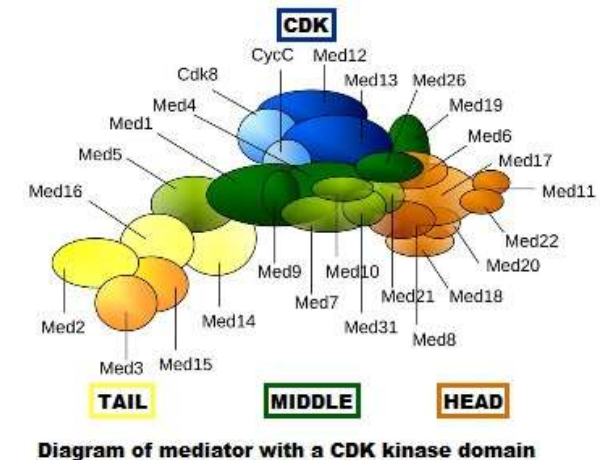 CDK
CycC
Med12
Cdk8
Med13
Med26
Med4
Med19
Med1
Med6
Med5
Med17
Med16
Med11
Med22
Med9
Med10
Med20
Med7
Med21
Med18
Med14
Med2
Med31
Med8
Med3
Med15
TAIL
MIDDLE
HEAD
Diagram of mediator with a CDK kinase domain